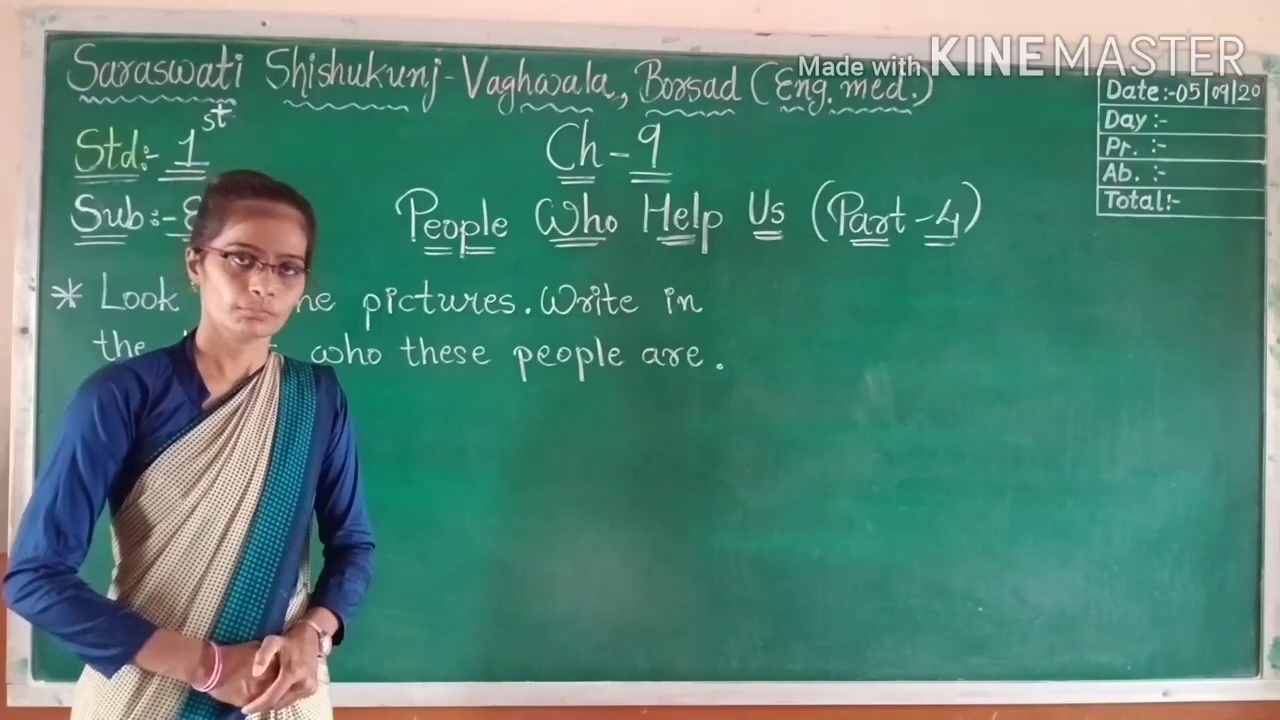 Saraswati Shishukunj-Vaghwala, Borsad (Eng. med.)
Made with KINEMASTER
Date:-05/09/20
Day :-
Pr. :-
Ab. :-
Total:-
Std:- 1st
Ch-9
Sub:-
People Who Help Us (Part-4)
* Look pictures. Write in
the who these people are.